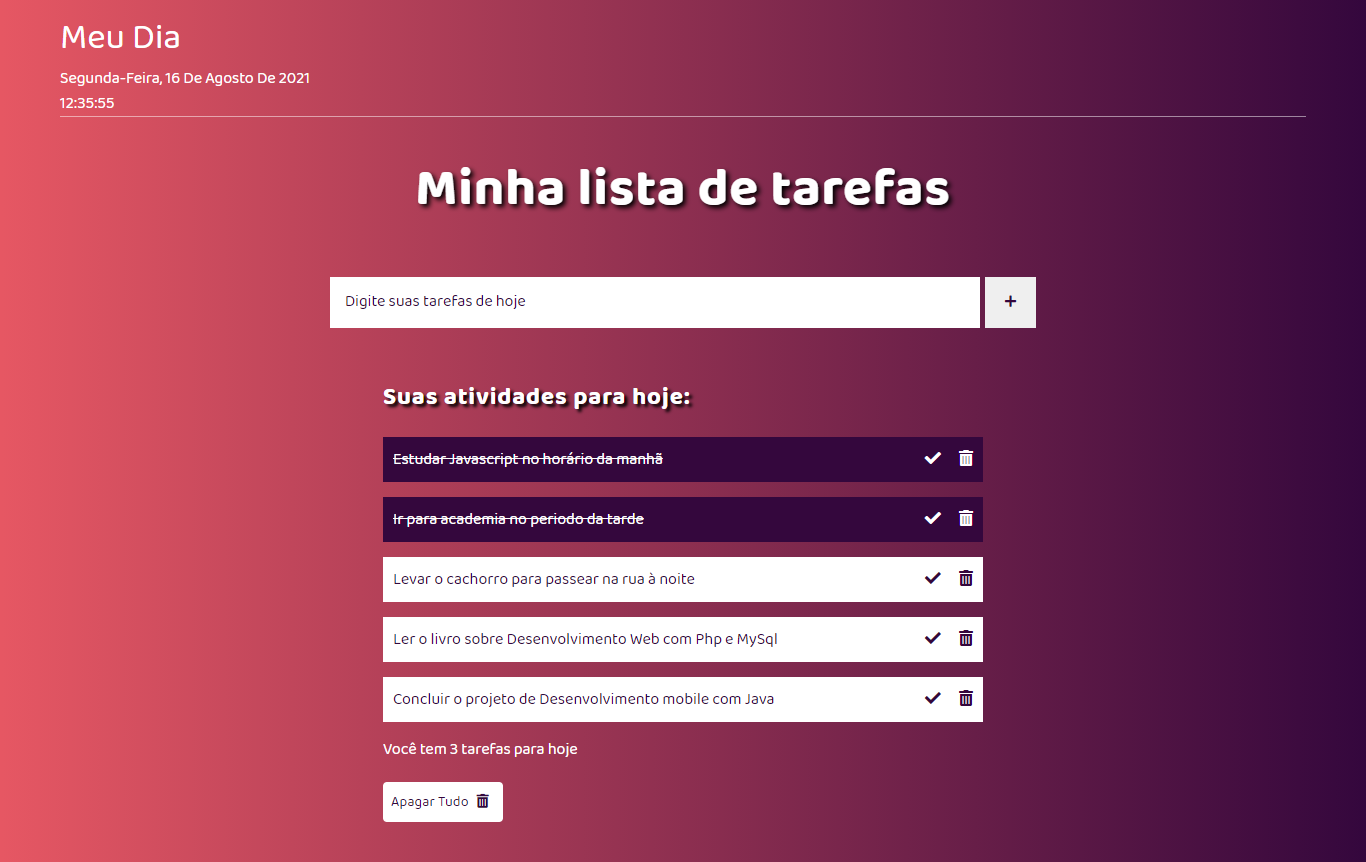 Meu Dia
Segunda-Feira, 16 De Agosto De 2021
12:35:55
Minha lista de tarefas
Digite suas tarefas de hoje
+
Suas atividades para hoje:
Estudar Javascript no horário da manhã
Ir para academia no periodo da tarde
Levar o cachorro para passear na rua à noite
Ler o livro sobre Desenvolvimento Web com Php e MySql
Concluir o projeto de Desenvolvimento mobile com Java
Você tem 3 tarefas para hoje
Apagar Tudo